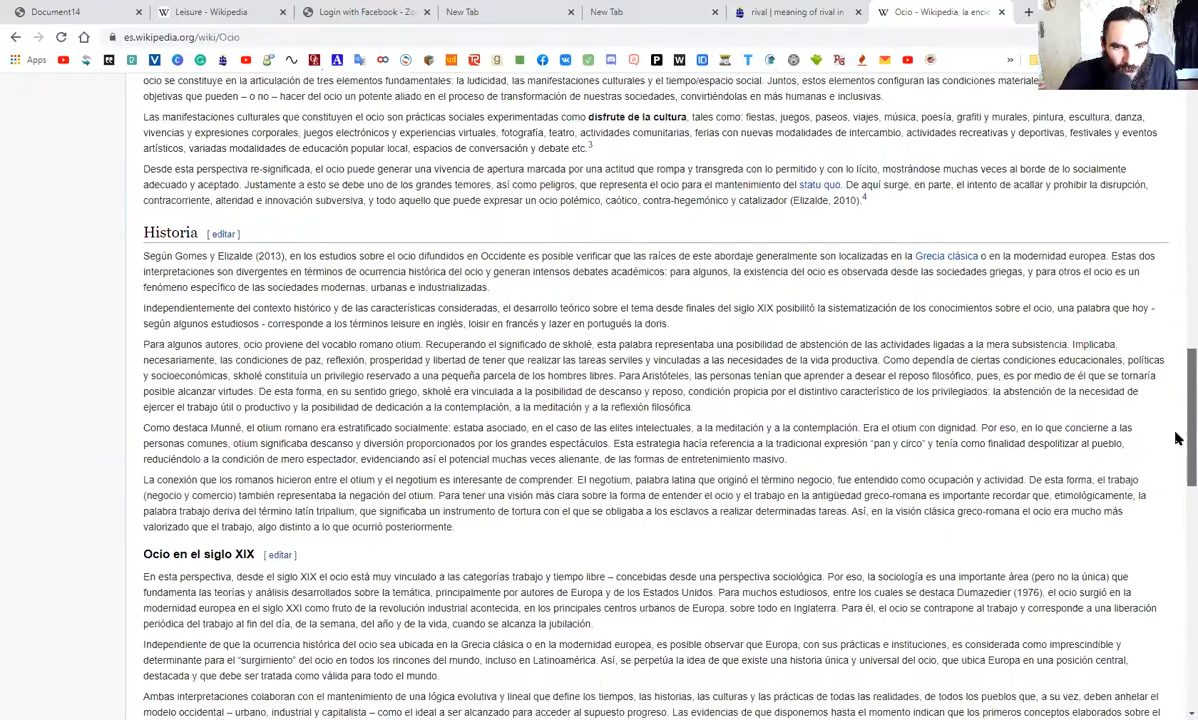 Document14
Leisure - Wikipedia
Login with Facebook - Zo
New Tab
New Tab
rival | meaning of rival in
Ocio - Wikipedia, la encic
es.wikipedia.org/wiki/Ocio
Apps
ocio se constituye en la articulación de tres elementos fundamentales: la ludicidad, las manifestaciones culturales y el tiempo/espacio social. Juntos, estos elementos configuran las condiciones materiale
objetivas que pueden – o no – hacer del ocio un potente aliado en el proceso de transformación de nuestras sociedades, convirtiéndolas en más humanas e inclusivas.
Las manifestaciones culturales que constituyen el ocio son prácticas sociales experimentadas como disfrute de la cultura, tales como: fiestas, juegos, paseos, viajes, música, poesía, grafiti y murales, pintura, escultura, danza,
vivencias y expresiones corporales, juegos electrónicos y experiencias virtuales, fotografía, teatro, actividades comunitarias, ferias con nuevas modalidades de intercambio, actividades recreativas y deportivas, festivales y eventos
artísticos, variadas modalidades de educación popular local, espacios de conversación y debate etc.3
Desde esta perspectiva re-significada, el ocio puede generar una vivencia de apertura marcada por una actitud que rompa y transgreda con lo permitido y con lo lícito, mostrándose muchas veces al borde de lo socialmente
adecuado y aceptado. Justamente a esto se debe uno de los grandes temores, así como peligros, que representa el ocio para el mantenimiento del statu quo. De aquí surge, en parte, el intento de acallar y prohibir la disrupción,
contracorriente, alteridad e innovación subversiva, y todo aquello que puede expresar un ocio polémico, caótico, contra-hegemónico y catalizador (Elizalde, 2010).4
Historia [ editar ]
Según Gomes y Elizalde (2013), en los estudios sobre el ocio difundidos en Occidente es posible verificar que las raíces de este abordaje generalmente son localizadas en la Grecia clásica o en la modernidad europea. Estas dos
interpretaciones son divergentes en términos de ocurrencia histórica del ocio y generan intensos debates académicos: para algunos, la existencia del ocio es observada desde las sociedades griegas, y para otros el ocio es un
fenómeno específico de las sociedades modernas, urbanas e industrializadas.
Independientemente del contexto histórico y de las características consideradas, el desarrollo teórico sobre el tema desde finales del siglo XIX posibilitó la sistematización de los conocimientos sobre el ocio, una palabra que hoy -
según algunos estudiosos - corresponde a los términos leisure en inglés, loisir en francés y lazer en portugués la doris.
Para algunos autores, ocio proviene del vocablo romano otium. Recuperando el significado de skholé, esta palabra representaba una posibilidad de abstención de las actividades ligadas a la mera subsistencia. Implicaba,
necesariamente, las condiciones de paz, reflexión, prosperidad y libertad de tener que realizar las tareas serviles y vinculadas a las necesidades de la vida productiva. Como dependía de ciertas condiciones educacionales, políticas
y socioeconómicas, skholé constituía un privilegio reservado a una pequeña parcela de los hombres libres. Para Aristóteles, las personas tenían que aprender a desear el reposo filosófico, pues, es por medio de él que se tornaría
posible alcanzar virtudes. De esta forma, en su sentido griego, skholé era vinculada a la posibilidad de descanso y reposo, condición propicia por el distintivo característico de los privilegiados: la abstención de la necesidad de
ejercer el trabajo útil o productivo y la posibilidad de dedicación a la contemplación, a la meditación y a la reflexión filosófica.
Como destaca Munné, el otium romano era estratificado socialmente: estaba asociado, en el caso de las elites intelectuales, a la meditación y a la contemplación. Era el otium con dignidad. Por eso, en lo que concierne a las
personas comunes, otium significaba descanso y diversión proporcionados por los grandes espectáculos. Esta estrategia hacía referencia a la tradicional expresión “pan y circo” y tenía como finalidad despolitizar al pueblo,
reduciéndolo a la condición de mero espectador, evidenciando así el potencial muchas veces alienante, de las formas de entretenimiento masivo.
La conexión que los romanos hicieron entre el otium y el negotium es interesante de comprender. El negotium, palabra latina que originó el término negocio, fue entendido como ocupación y actividad. De esta forma, el trabajo
(negocio y comercio) también representaba la negación del otium. Para tener una visión más clara sobre la forma de entender el ocio y el trabajo en la antigüedad greco-romana es importante recordar que, etimológicamente, la
palabra trabajo deriva del término latín tripalium, que significaba un instrumento de tortura con el que se obligaba a los esclavos a realizar determinadas tareas. Así, en la visión clásica greco-romana el ocio era mucho más
valorizado que el trabajo, algo distinto a lo que ocurrió posteriormente.
Ocio en el siglo XIX [ editar ]
En esta perspectiva, desde el siglo XIX el ocio está muy vinculado a las categorías trabajo y tiempo libre – concebidas desde una perspectiva sociológica. Por eso, la sociología es una importante área (pero no la única) que
fundamenta las teorías y análisis desarrollados sobre la temática, principalmente por autores de Europa y de los Estados Unidos. Para muchos estudiosos, entre los cuales se destaca Dumazedier (1976), el ocio surgió en la
modernidad europea en el siglo XXI como fruto de la revolución industrial acontecida, en los principales centros urbanos de Europa, sobre todo en Inglaterra. Para él, el ocio se contrapone al trabajo y corresponde a una liberación
periódica del trabajo al fin del día, de la semana, del año y de la vida, cuando se alcanza la jubilación.
Independiente de que la ocurrencia histórica del ocio sea ubicada en la Grecia clásica o en la modernidad europea, es posible observar que Europa, con sus prácticas e instituciones, es considerada como imprescindible y
determinante para el “surgimiento” del ocio en todos los rincones del mundo, incluso en Latinoamérica. Así, se perpetúa la idea de que existe una historia única y universal del ocio, que ubica Europa en una posición central,
destacada y que debe ser tratada como válida para todo el mundo.
Ambas interpretaciones colaboran con el mantenimiento de una lógica evolutiva y lineal que define los tiempos, las historias, las culturas y las prácticas de todas las realidades, de todos los pueblos que, a su vez, deben anhelar el
modelo occidental – urbano, industrial y capitalista – como el ideal a ser alcanzado para acceder al supuesto progreso. Las evidencias de que disponemos hasta el momento indican que los primeros conceptos elaborados sobre el